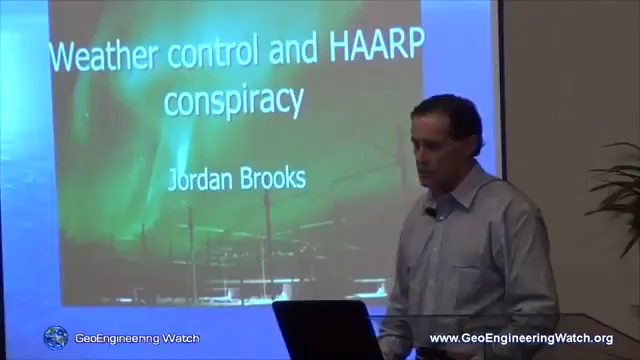 Weather control and HAARP
conspiracy
Jordan Brooks
GeoEngineering Watch
www.GeoEngineeringWatch.org